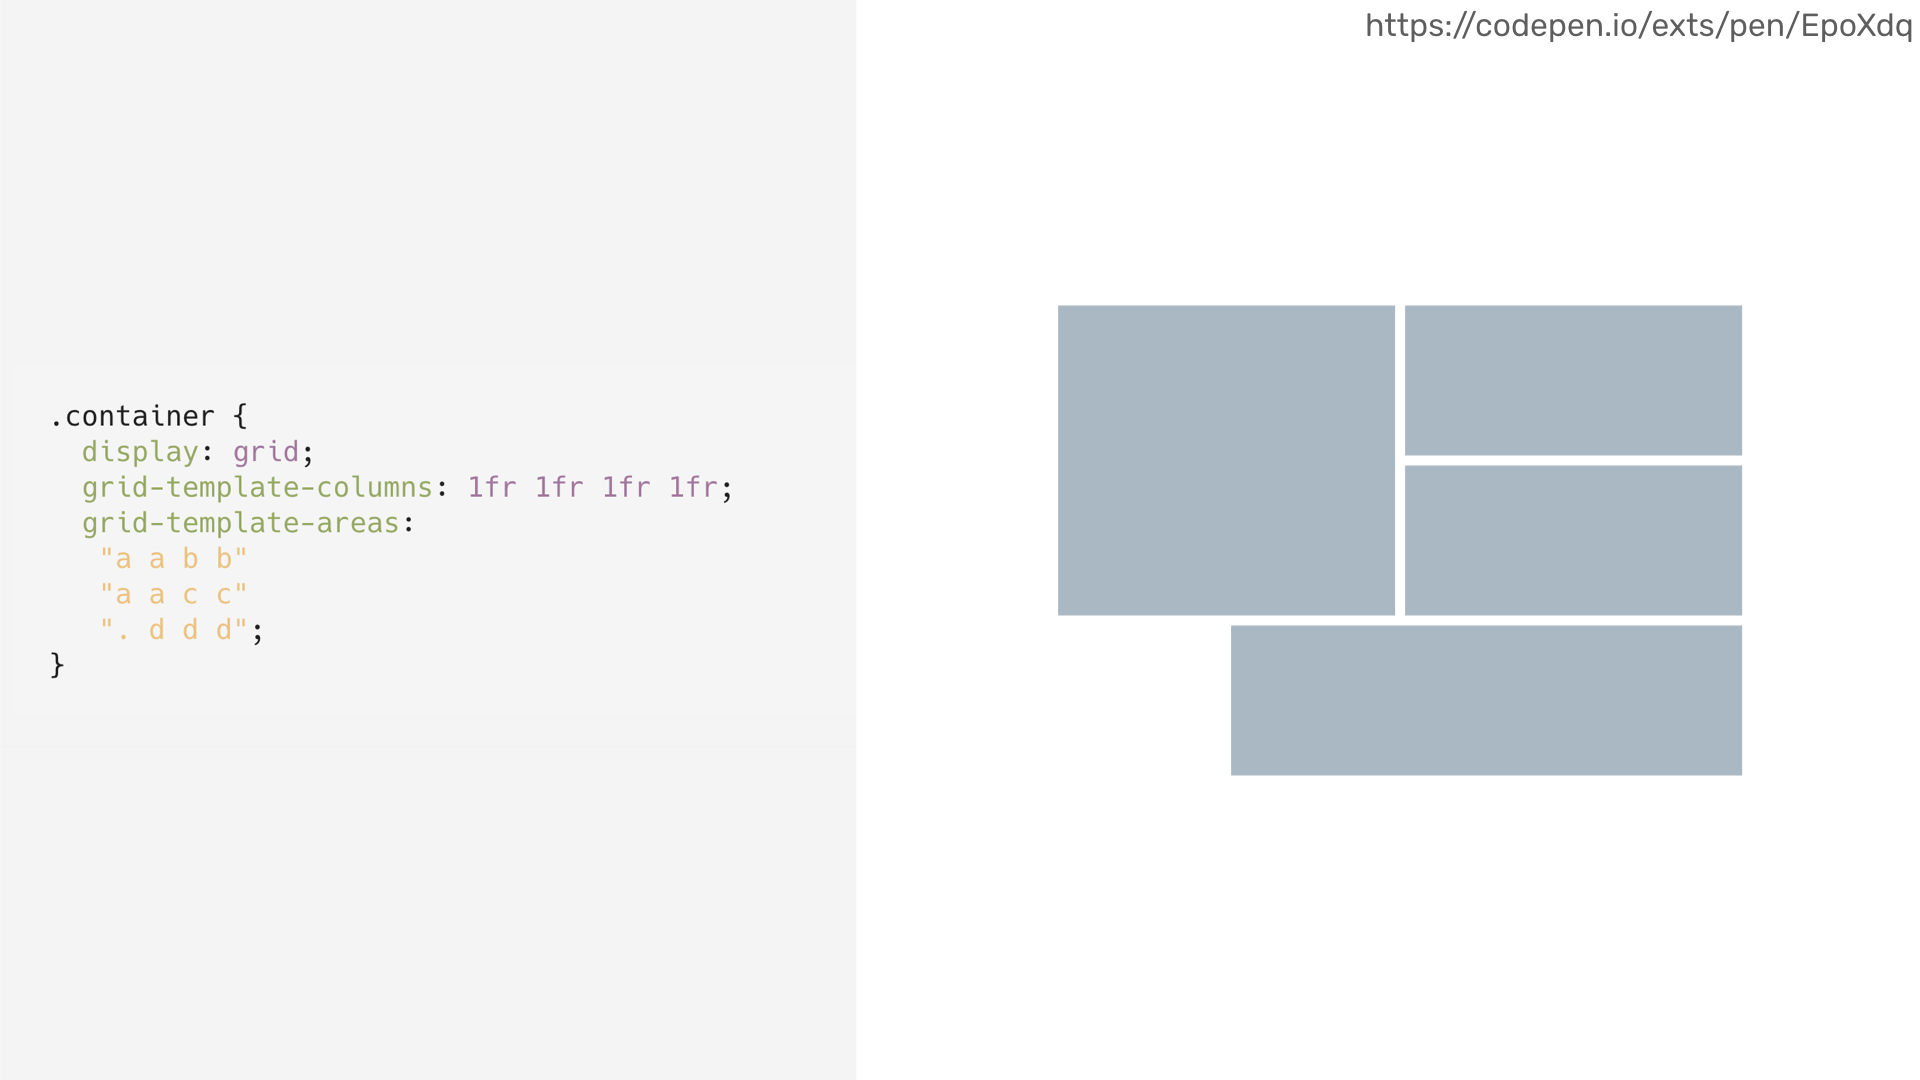 https://codepen.io/exts/pen/EpoXdq
.container {
  display: grid;
  grid-template-columns: 1fr 1fr 1fr 1fr;
  grid-template-areas:
   "a a b b"
   "a a c c"
   ". d d d";
}